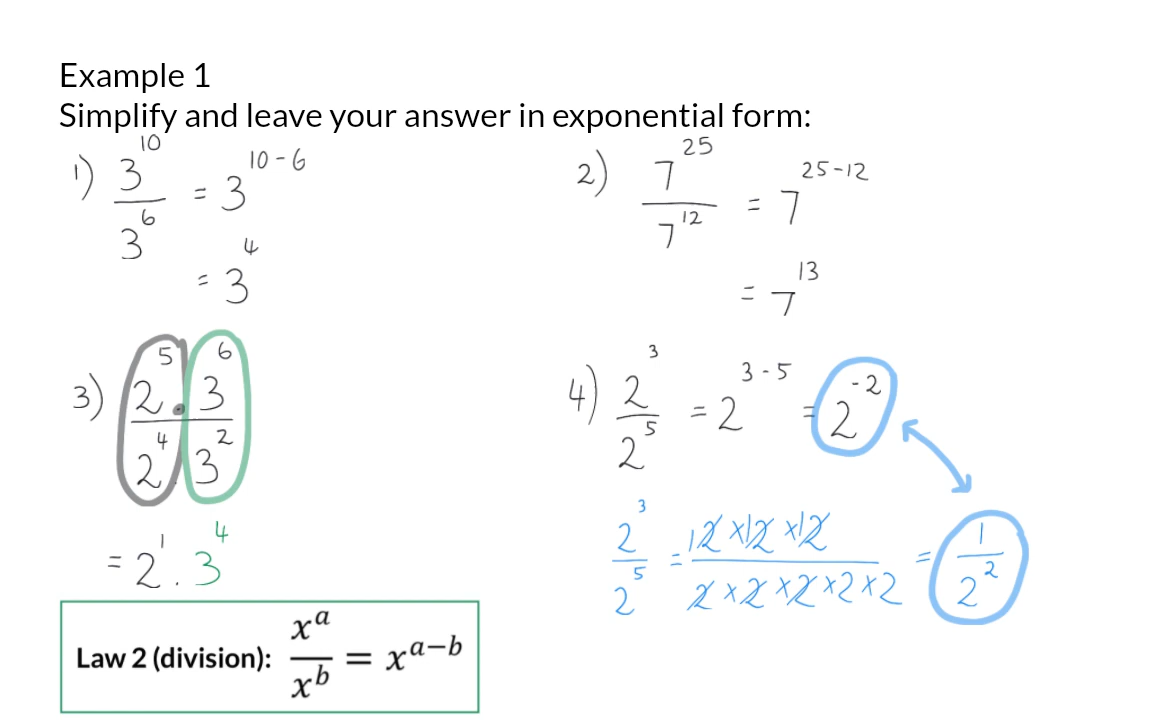 Example 1
Simplify and leave your answer in exponential form:
1) 3^10 / 3^6 = 3^(10-6)
= 3^4
2) 7^25 / 7^12 = 7^(25-12)
= 7^13
3) 2^5 . 3^6 / 2^4 . 3^2
= 2^1 . 3^4
4) 2^3 / 2^5 = 2^(3-5) = 2^-2
2^3 / 2^5 = 1 2 × 1 2 × 1 2 / 2 × 2 × 2 × 2 × 2 = 1 / 2^2
Law 2 (division): x^a / x^b = x^(a−b)